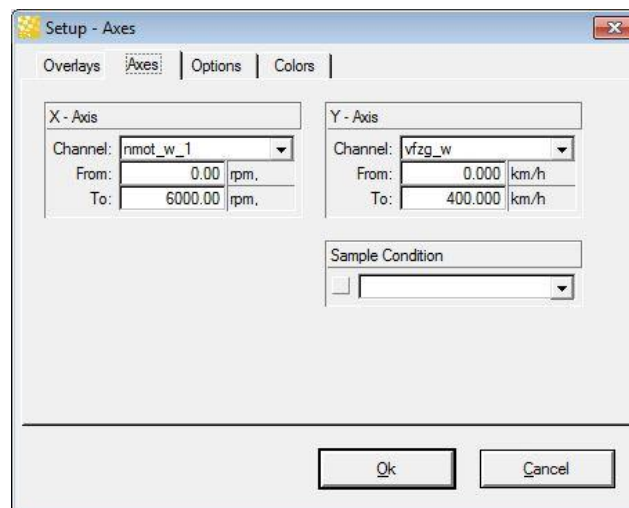 Setup - Axes
Overlays Axes Options Colors
X - Axis
Channel: nmot_w_1
From: 0.00 rpm,
To: 6000.00 rpm,
Y - Axis
Channel: vfzg_w
From: 0.000 km/h
To: 400.000 km/h
Sample Condition
Ok Cancel